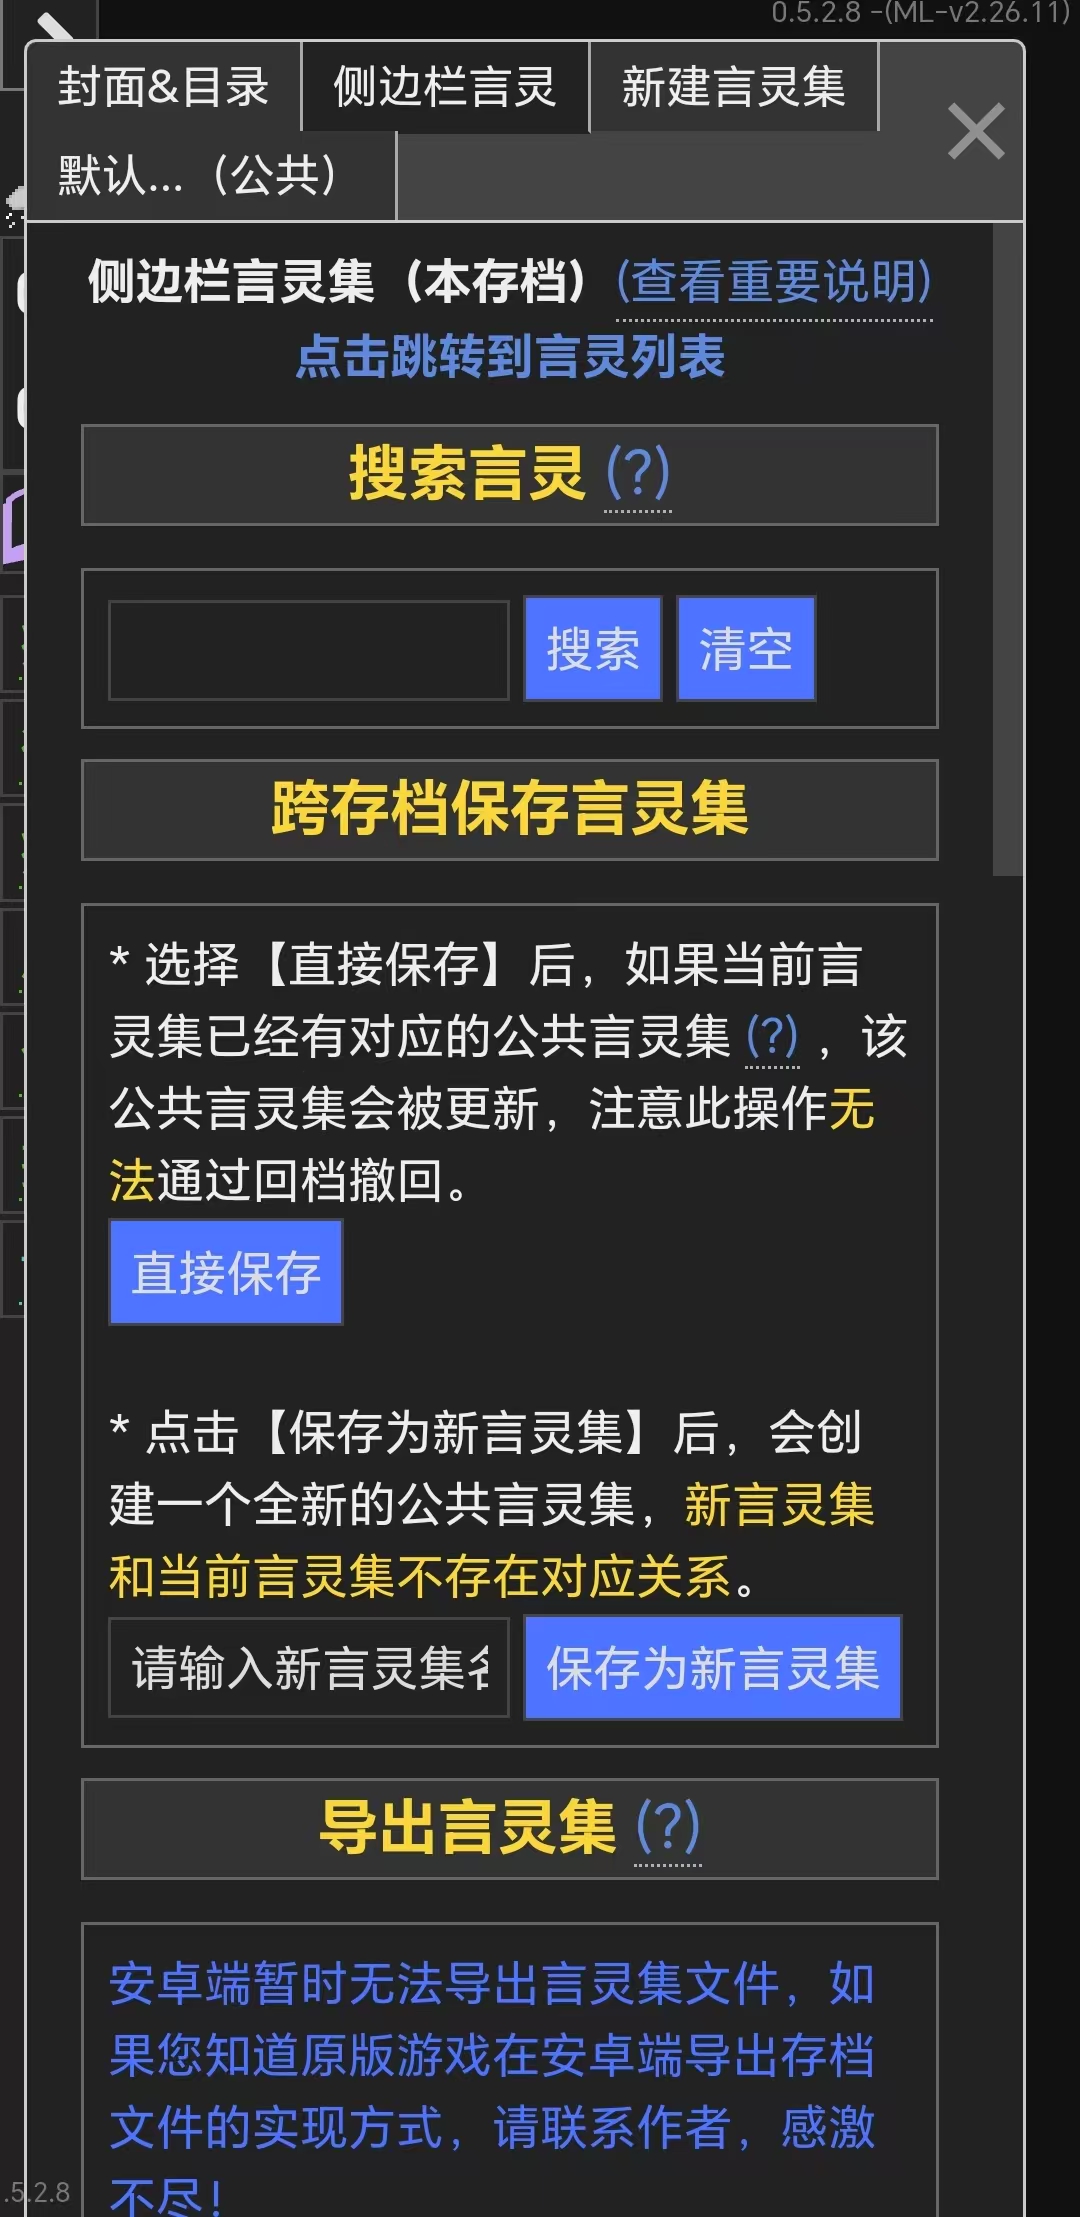 0.5.2.8 -(ML-v2.26.11)
封面&目录
侧边栏言灵
新建言灵集
默认...（公共）
侧边栏言灵集（本存档）(查看重要说明)
点击跳转到言灵列表
搜索言灵 (?)
搜索
清空
跨存档保存言灵集
* 选择【直接保存】后，如果当前言
灵集已经有对应的公共言灵集 (?) ，该
公共言灵集会被更新，注意此操作无
法通过回档撤回。
直接保存
* 点击【保存为新言灵集】后，会创
建一个全新的公共言灵集，新言灵集
和当前言灵集不存在对应关系。
请输入新言灵集
保存为新言灵集
导出言灵集 (?)
安卓端暂时无法导出言灵集文件，如
果您知道原版游戏在安卓端导出存档
文件的实现方式，请联系作者，感激
不尽！
.5.2.8